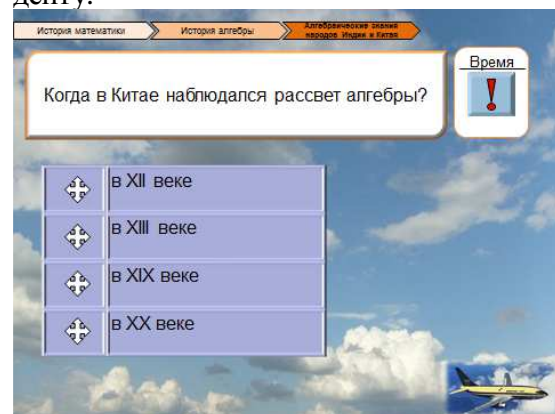 денту.
История математики
История алгебры
Алгебраические знания
народов Индии и Китая
Время
Когда в Китае наблюдался рассвет алгебры?
в XII веке
в XIII веке
в XIX веке
в XX веке